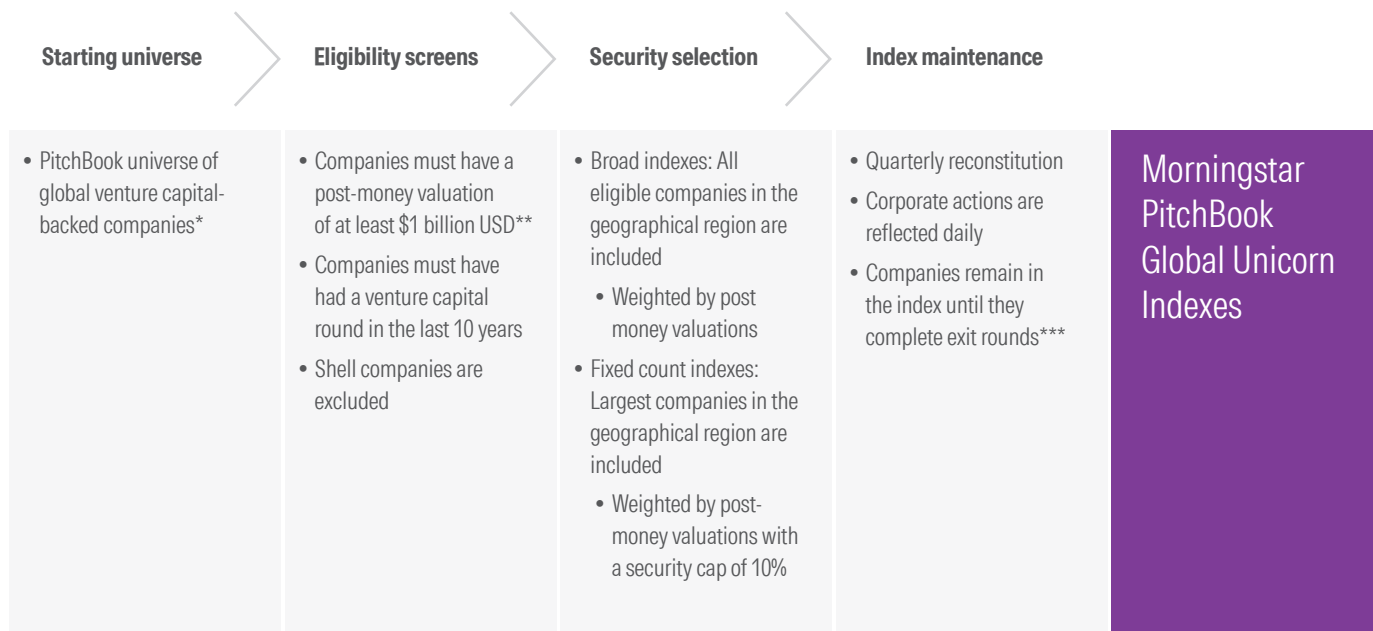 Starting universe
Eligibility screens
Security selection
Index maintenance
• PitchBook universe of
global venture capital-
backed companies*
• Companies must have a
post-money valuation
of at least $1 billion USD**
• Companies must have
had a venture capital
round in the last 10 years
• Shell companies are
excluded
• Broad indexes: All
eligible companies in the
geographical region are
included
• Weighted by post
money valuations
• Fixed count indexes:
Largest companies in the
geographical region are
included
• Weighted by post-
money valuations with
a security cap of 10%
• Quarterly reconstitution
• Corporate actions are
reflected daily
• Companies remain in
the index until they
complete exit rounds***
Morningstar
PitchBook
Global Unicorn
Indexes